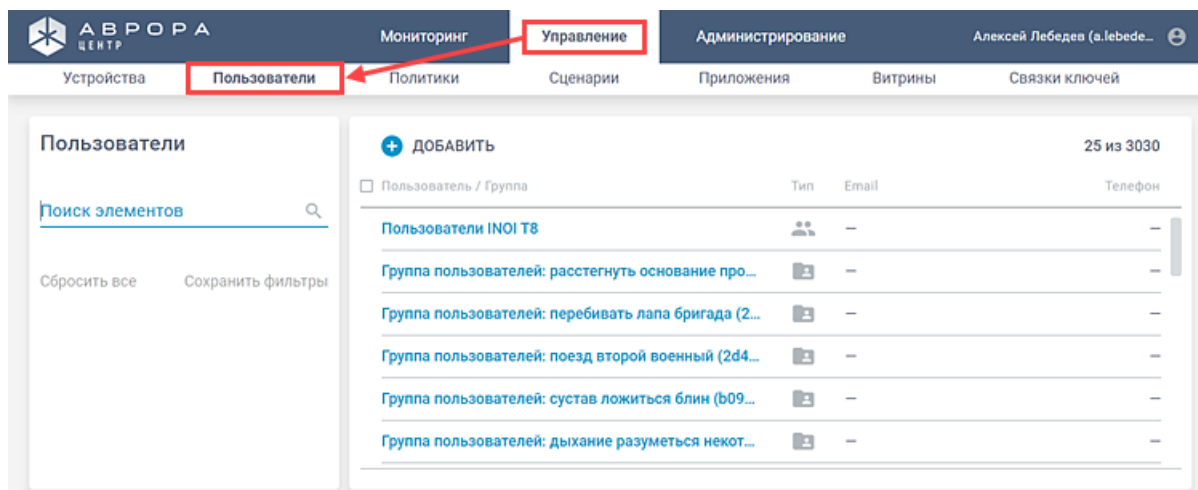 АВРОРА
ЦЕНТР
Мониторинг Управление Администрирование Алексей Лебедев (a.lebede...
Устройства Пользователи Политики Сценарии Приложения Витрины Связки ключей
Пользователи
Поиск элементов
Сбросить все Сохранить фильтры
ДОБАВИТЬ 25 из 3030
Пользователь / Группа Тип Email Телефон
Пользователи INOI T8 — —
Группа пользователей: расстегнуть основание про... — —
Группа пользователей: перебивать лапа бригада (2... — —
Группа пользователей: поезд второй военный (2d4... — —
Группа пользователей: сустав ложиться блин (b09... — —
Группа пользователей: дыхание разуметься некот... — —